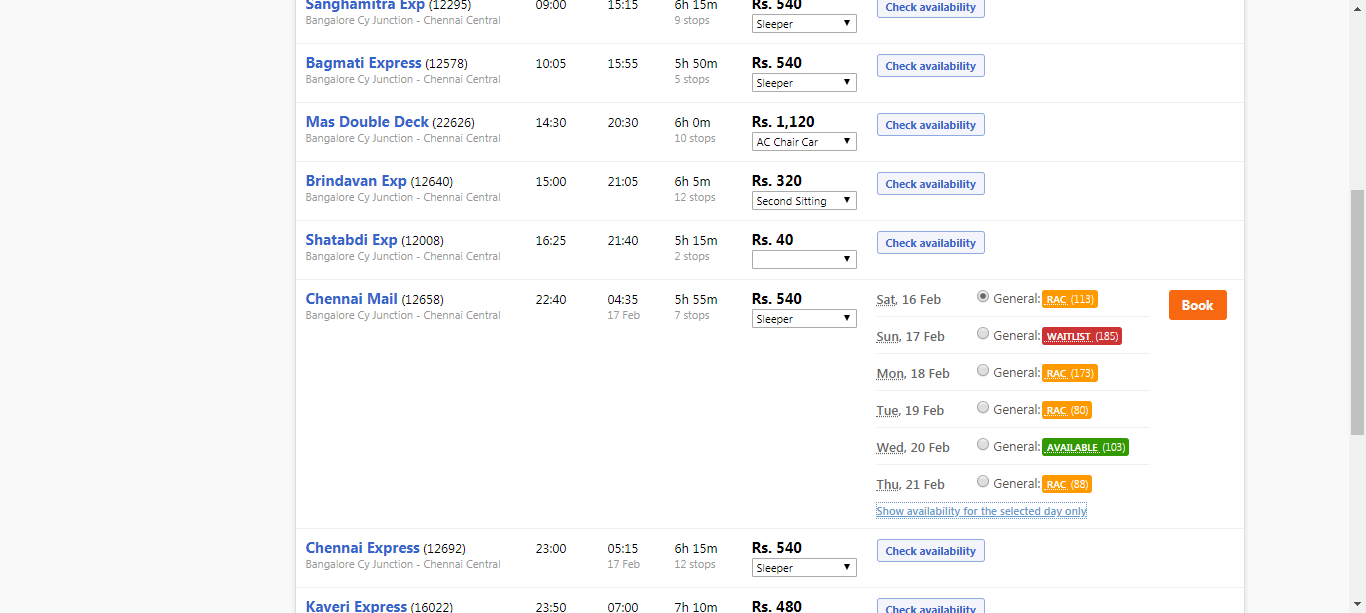 Sanghamitra Exp (12295) 09:00 15:15 6h 15m Rs. 540 Check availability
Bangalore Cy Junction - Chennai Central 9 stops Sleeper
Bagmati Express (12578) 10:05 15:55 5h 50m Rs. 540 Check availability
Bangalore Cy Junction - Chennai Central 5 stops Sleeper
Mas Double Deck (22626) 14:30 20:30 6h 0m Rs. 1,120 Check availability
Bangalore Cy Junction - Chennai Central 10 stops AC Chair Car
Brindavan Exp (12640) 15:00 21:05 6h 5m Rs. 320 Check availability
Bangalore Cy Junction - Chennai Central 12 stops Second Sitting
Shatabdi Exp (12008) 16:25 21:40 5h 15m Rs. 40 Check availability
Bangalore Cy Junction - Chennai Central 2 stops
Chennai Mail (12658) 22:40 04:35 5h 55m Rs. 540 Sat, 16 Feb General: RAC (113) Book
Bangalore Cy Junction - Chennai Central 17 Feb 7 stops Sleeper
Sun, 17 Feb General: WAITLIST (185)
Mon, 18 Feb General: RAC (173)
Tue, 19 Feb General: RAC (80)
Wed, 20 Feb General: AVAILABLE (103)
Thu, 21 Feb General: RAC (88)
Show availability for the selected day only
Chennai Express (12692) 23:00 05:15 6h 15m Rs. 540 Check availability
Bangalore Cy Junction - Chennai Central 17 Feb 12 stops Sleeper
Kaveri Express (16022) 23:50 07:00 7h 10m Rs. 480 Check availability